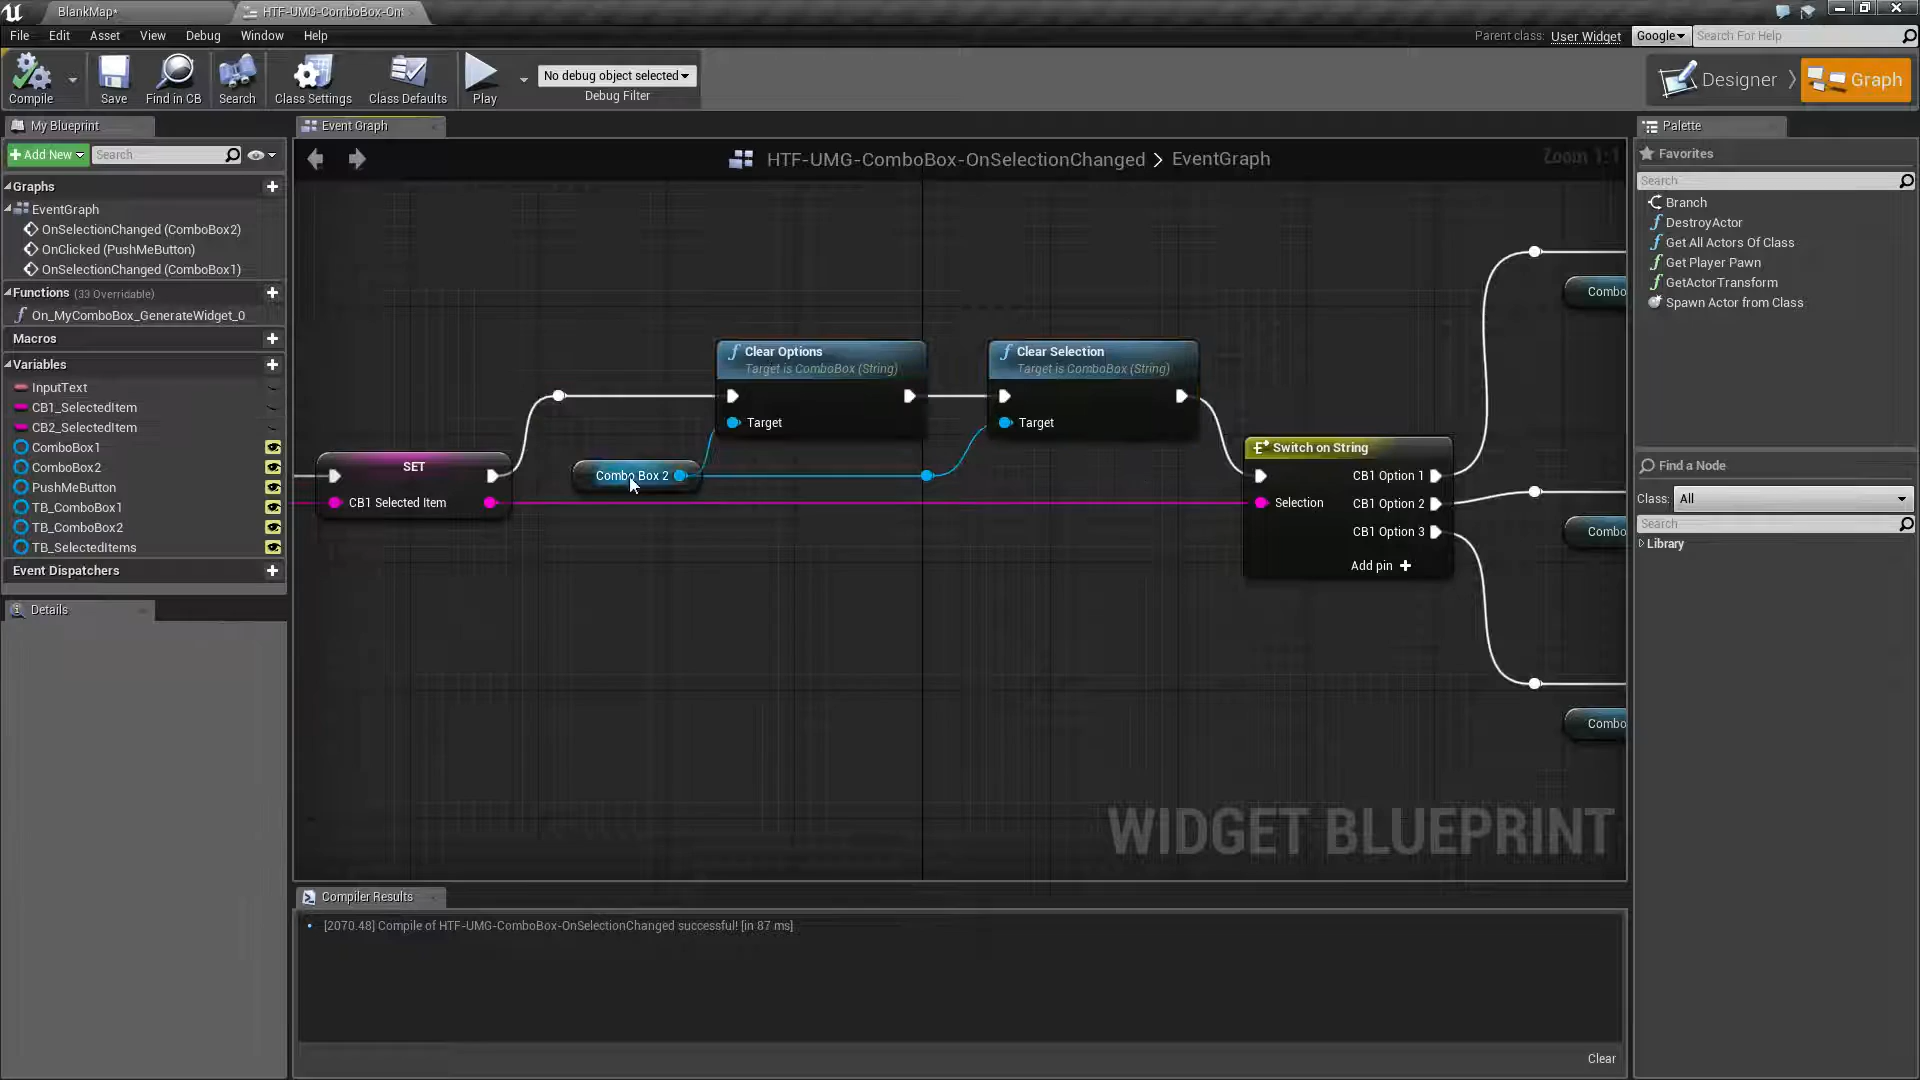 BlankMap*
HTF-UMG-ComboBox-On
File Edit Asset View Debug Window Help
Parent class: User Widget
Google
Search For Help
Compile
Save
Find in CB
Search
Class Settings
Class Defaults
Play
No debug object selected
Debug Filter
Designer
Graph
My Blueprint
Add New
Search
Graphs
EventGraph
OnSelectionChanged (ComboBox2)
OnClicked (PushMeButton)
OnSelectionChanged (ComboBox1)
Functions (33 Overridable)
On_MyComboBox_GenerateWidget_0
Macros
Variables
InputText
CB1_SelectedItem
CB2_SelectedItem
ComboBox1
ComboBox2
PushMeButton
TB_ComboBox1
TB_ComboBox2
TB_SelectedItems
Event Dispatchers
Details
Event Graph
HTF-UMG-ComboBox-OnSelectionChanged > EventGraph
Zoom 1:1
SET
CB1 Selected Item
Combo Box 2
Clear Options
Target is ComboBox (String)
Target
Clear Selection
Target is ComboBox (String)
Target
Switch on String
Selection
CB1 Option 1
CB1 Option 2
CB1 Option 3
Add pin
Combo
Combo
Combo
WIDGET BLUEPRINT
Compiler Results
[2070.48] Compile of HTF-UMG-ComboBox-OnSelectionChanged successful! [in 87 ms]
Clear
Palette
Favorites
Search
Branch
DestroyActor
Get All Actors Of Class
Get Player Pawn
GetActorTransform
Spawn Actor from Class
Find a Node
Class: All
Search
Library